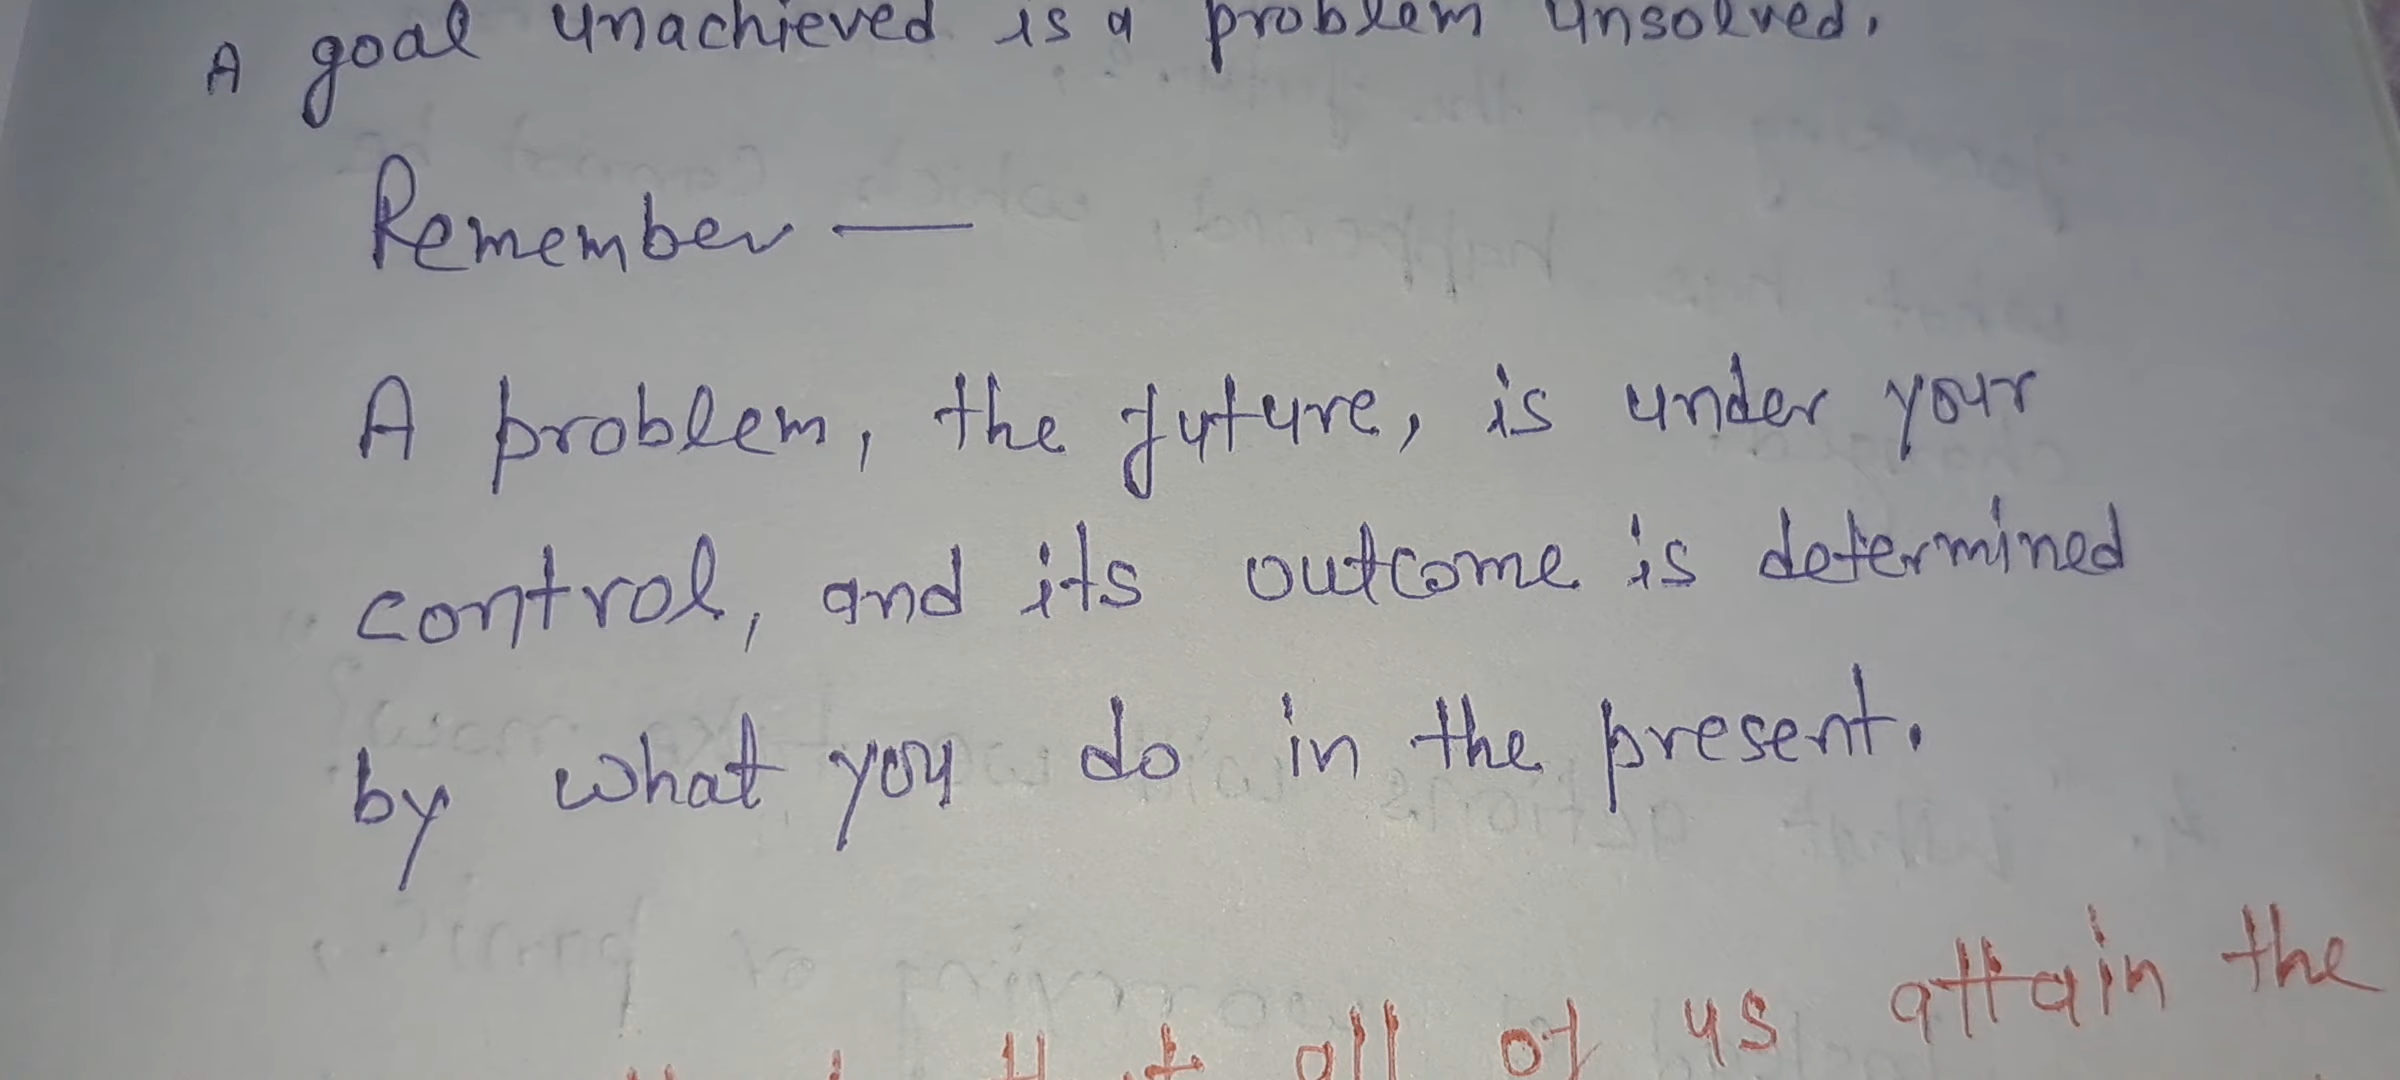 A goal unachieved is a problem unsolved.
Remember —
A problem, the future, is under your
control, and its outcome is determined
by what you do in the present.
all of us attain the